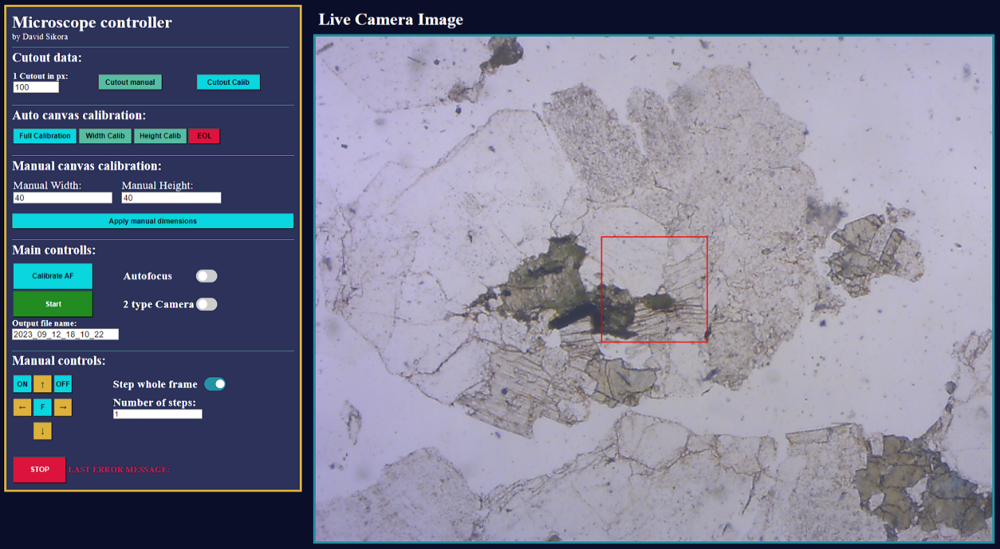 Microscope controller
by David Sikora
Cutout data:
1 Cutout in px:
100
Cutout manual
Cutout Calib
Auto canvas calibration:
Full Calibration
Width Calib
Height Calib
EOL
Manual canvas calibration:
Manual Width:
Manual Height:
40
40
Apply manual dimensions
Main controlls:
Calibrate AF
Autofocus
Start
2 type Camera
Output file name:
2023_09_12_18_10_22
Manual controls:
ON
↑
OFF
Step whole frame
←
F
→
Number of steps:
1
↓
STOP
LAST ERROR MESSAGE:
Live Camera Image